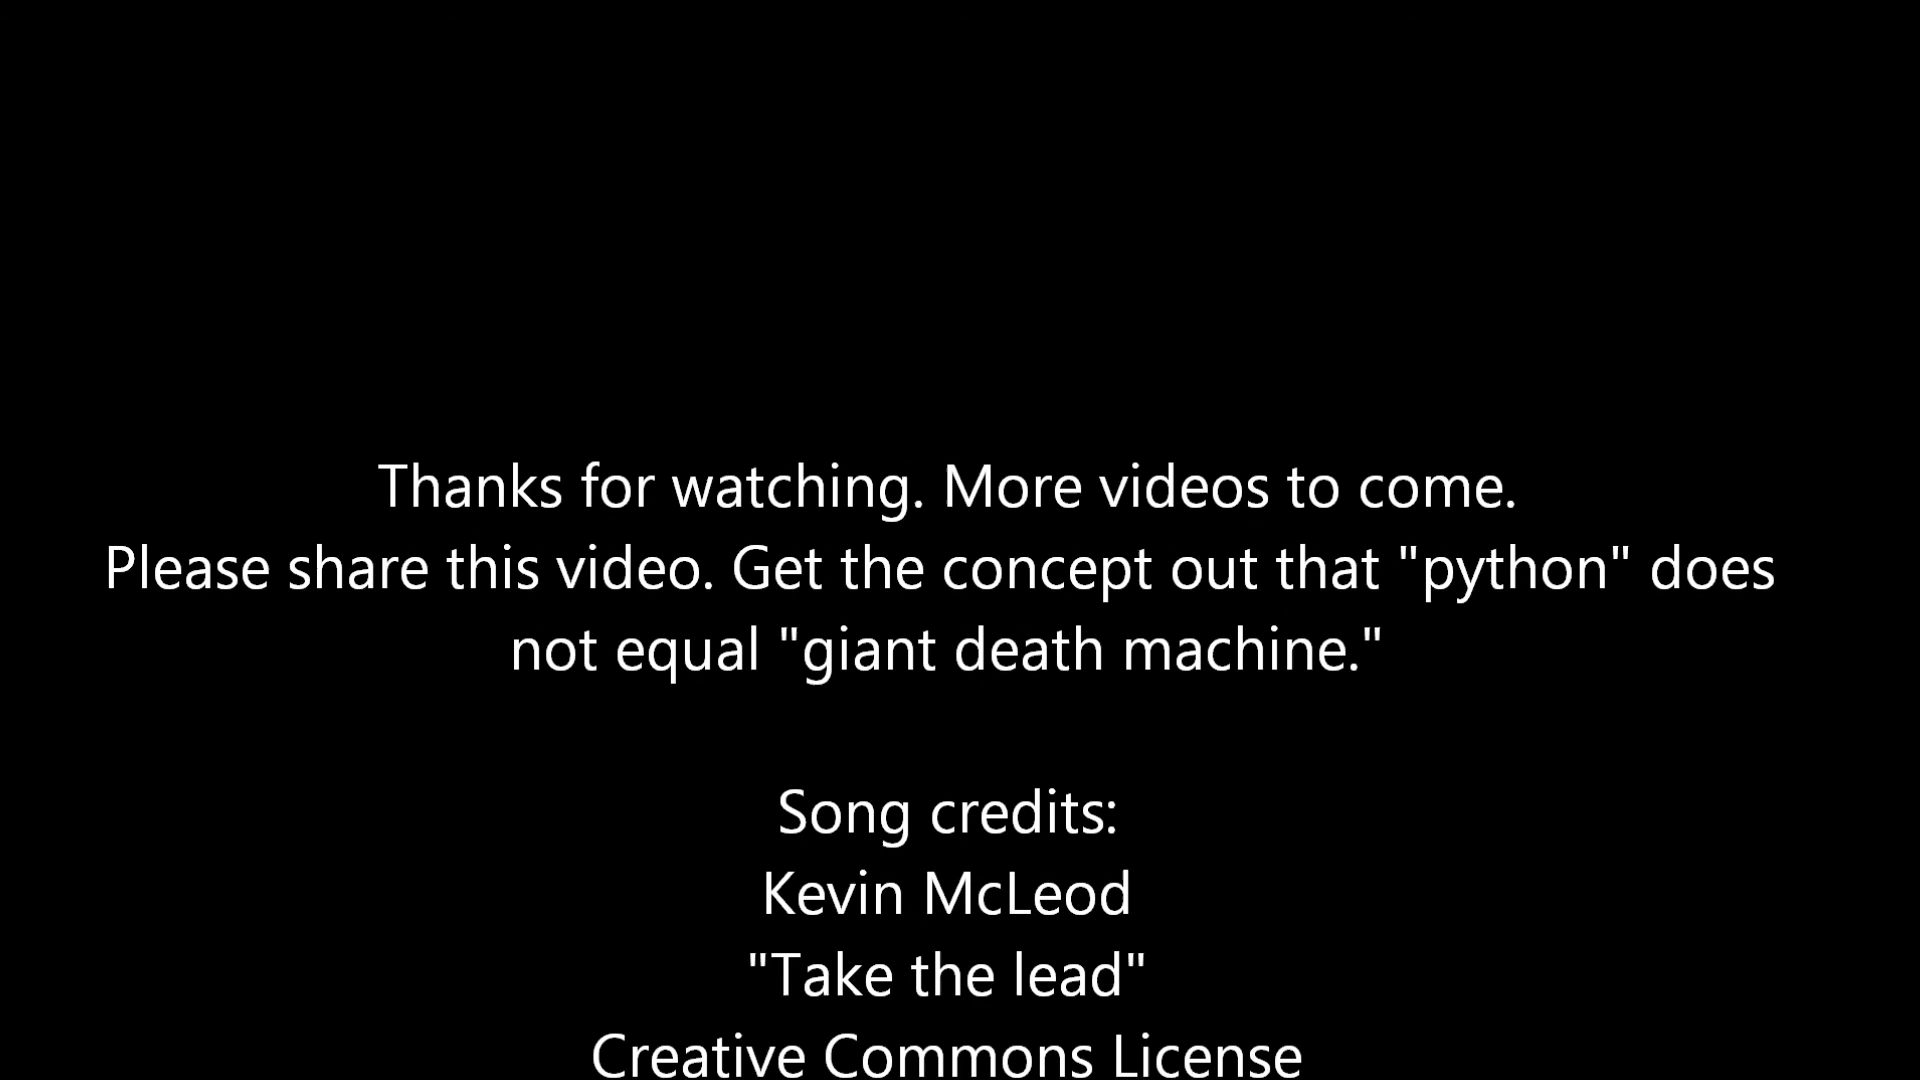 Thanks for watching. More videos to come.
Please share this video. Get the concept out that "python" does
not equal "giant death machine."
Song credits:
Kevin McLeod
"Take the lead"
Creative Commons License